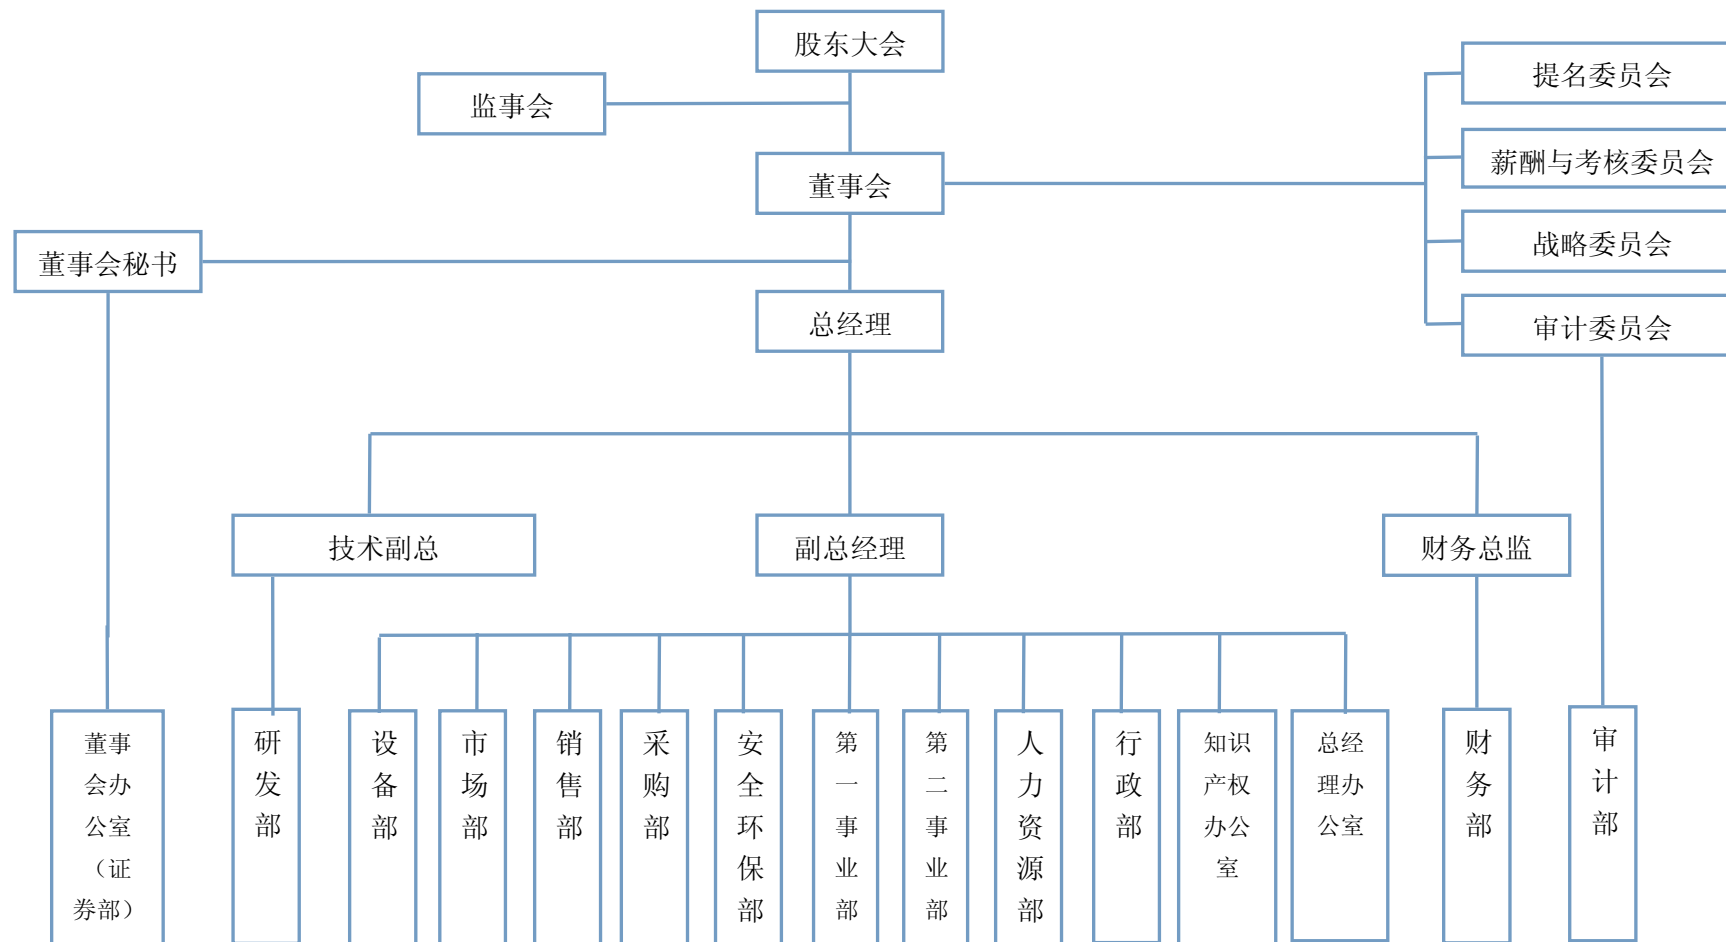 股东大会
提名委员会
监事会
薪酬与考核委员会
董事会
战略委员会
董事会秘书
总经理
审计委员会
技术副总
副总经理
财务总监
董事
会办
公室
（证
券部）
研发部
设备部
市场部
销售部
采购部
安全环保部
第一事业部
第二事业部
人力资源部
行政部
知识
产权
办公
室
总经
理办
公室
财务部
审计部